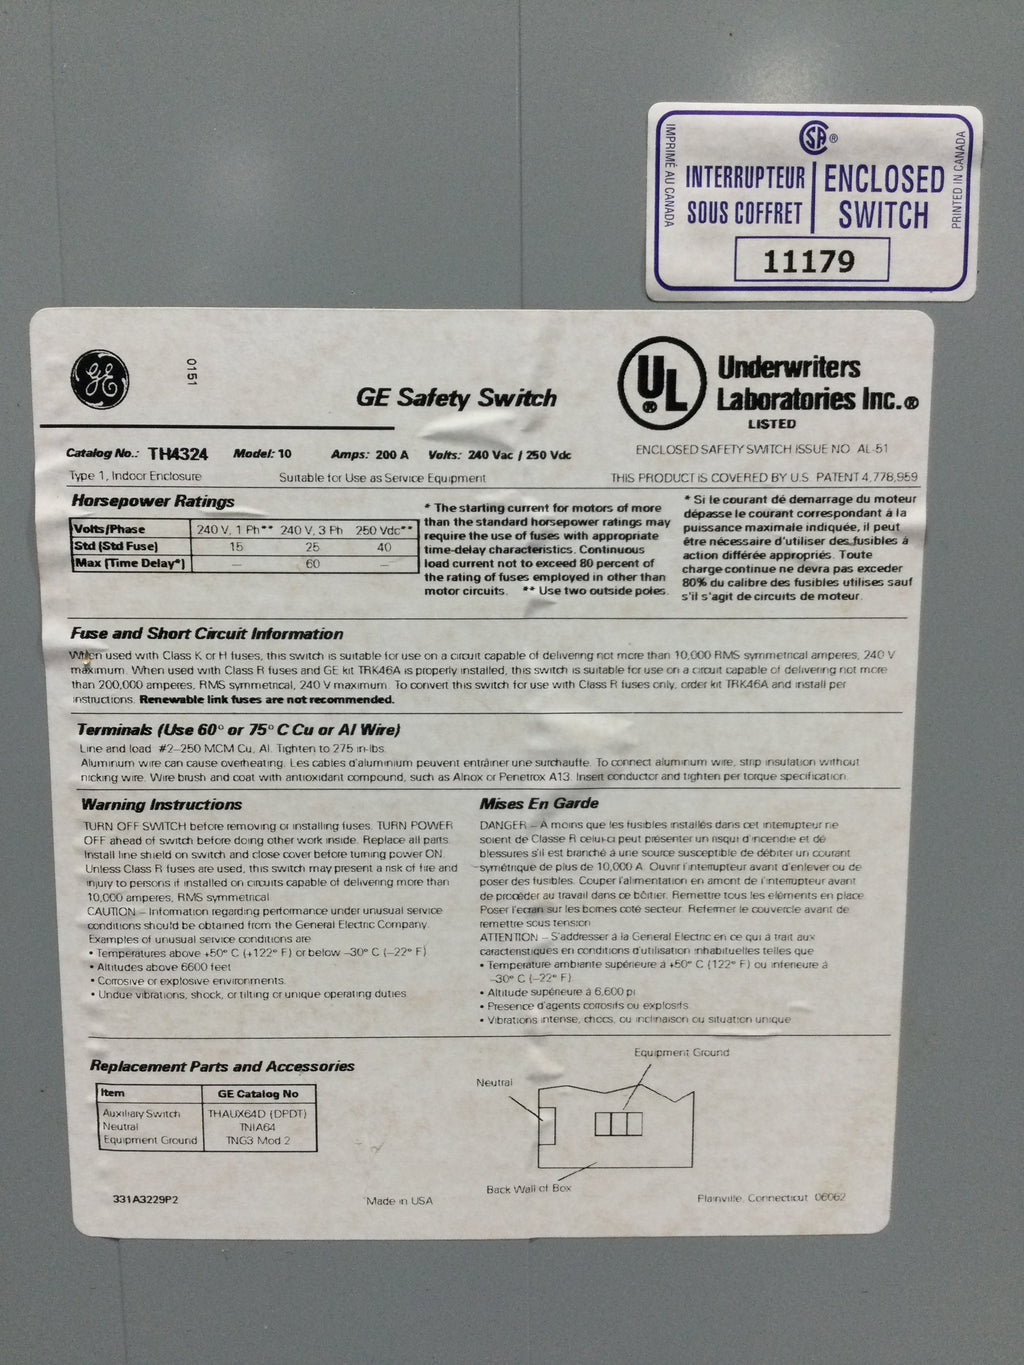 CSA®
IMPRIMÉ AU CANADA
INTERRUPTEUR
SOUS COFFRET
ENCLOSED
SWITCH
PRINTED IN CANADA
11179
GE
0151
GE Safety Switch
UL®
Underwriters
Laboratories Inc.®
LISTED
Catalog No.: TH4324 Model: 10 Amps: 200 A Volts: 240 Vac / 250 Vdc
ENCLOSED SAFETY SWITCH ISSUE NO AL-51
Type 1, Indoor Enclosure Suitable for Use as Service Equipment
THIS PRODUCT IS COVERED BY U.S. PATENT 4,778,959
Horsepower Ratings
Volts/Phase 240 V, 1 Ph** 240 V, 3 Ph 250 Vdc**
Std (Std Fuse) 15 25 40
Max (Time Delay*) — 60 —
* The starting current for motors of more
than the standard horsepower ratings may
require the use of fuses with appropriate
time-delay characteristics. Continuous
load current not to exceed 80 percent of
the rating of fuses employed in other than
motor circuits. ** Use two outside poles.
* Si le courant dé demarrage du moteur
dépasse le courant correspondant à la
puissance maximale indiquée, il peut
être nécessaire d'utiliser des fusibles à
action différée appropriés. Toute
charge continue ne devra pas exceder
80% du calibre des fusibles utilises sauf
s'il s'agit de circuits de moteur.
Fuse and Short Circuit Information
When used with Class K or H fuses, this switch is suitable for use on a circuit capable of delivering not more than 10,000 RMS symmetrical amperes, 240 V
maximum. When used with Class R fuses and GE kit TRK46A is properly installed, this switch is suitable for use on a circuit capable of delivering not more
than 200,000 amperes, RMS symmetrical, 240 V maximum. To convert this switch for use with Class R fuses only, order kit TRK46A and install per
instructions. Renewable link fuses are not recommended.
Terminals (Use 60° or 75° C Cu or Al Wire)
Line and load #2-250 MCM Cu, Al. Tighten to 275 in-lbs.
Aluminum wire can cause overheating. Les cables d'aluminium peuvent entrâiner une surchauffe. To connect aluminum wire, strip insulation without
nicking wire. Wire brush and coat with antioxidant compound, such as Alnox or Penetrox A13. Insert conductor and tighten per torque specification.
Warning Instructions
TURN OFF SWITCH before removing or installing fuses. TURN POWER
OFF ahead of switch before doing other work inside. Replace all parts.
Install line shield on switch and close cover before turning power ON.
Unless Class R fuses are used, this switch may present a risk of fire and
injury to persons if installed on circuits capable of delivering more than
10,000 amperes, RMS symmetrical.
CAUTION – Information regarding performance under unusual service
conditions should be obtained from the General Electric Company.
Examples of unusual service conditions are
• Temperatures above +50° C (+122° F) or below –30° C (–22° F)
• Altitudes above 6600 feet
• Corrosive or explosive environments.
• Undue vibrations, shock, or tilting or unique operating duties.
Mises En Garde
DANGER – A moins que les fusibles installés dans cet interrupteur ne
soient de Classe R celui-ci peut présenter un risqui d'incendie et dé
blessures s'il est branché à une source susceptible de débiter un courant
symétrique de plus de 10,000 A. Ouvrir l'interrupteur avant d'enlever ou de
poser des fusibles. Couper l'alimentation en amont de l'interrupteur avant
de procéder au travail dans ce bôitier. Remettre tous les eléments en place.
Poser l'ecran sur les bornes coté secteur. Refermer le couvercle avant de
remettre sous tension.
ATTENTION – S'addresser à la General Electric en ce qui à trait aux
caracteristiques en conditions d'utilisation inhabituelles telles que
• Temperature ambiante supérieure à +50° C (122° F) ou inferieure à
–30° C (–22° F)
• Altitude supérieure à 6,600 pi
• Presence d'agents corrosifs ou explosifs.
• Vibrations intense, chocs, ou inclinaison ou situation unique
Replacement Parts and Accessories
Item GE Catalog No
Auxiliary Switch THAUX64D (DPDT)
Neutral TNIA64
Equipment Ground TNG3 Mod 2
Equipment Ground
Neutral
Back Wall of Box
331A3229P2 Made in USA Plainville, Connecticut 06062